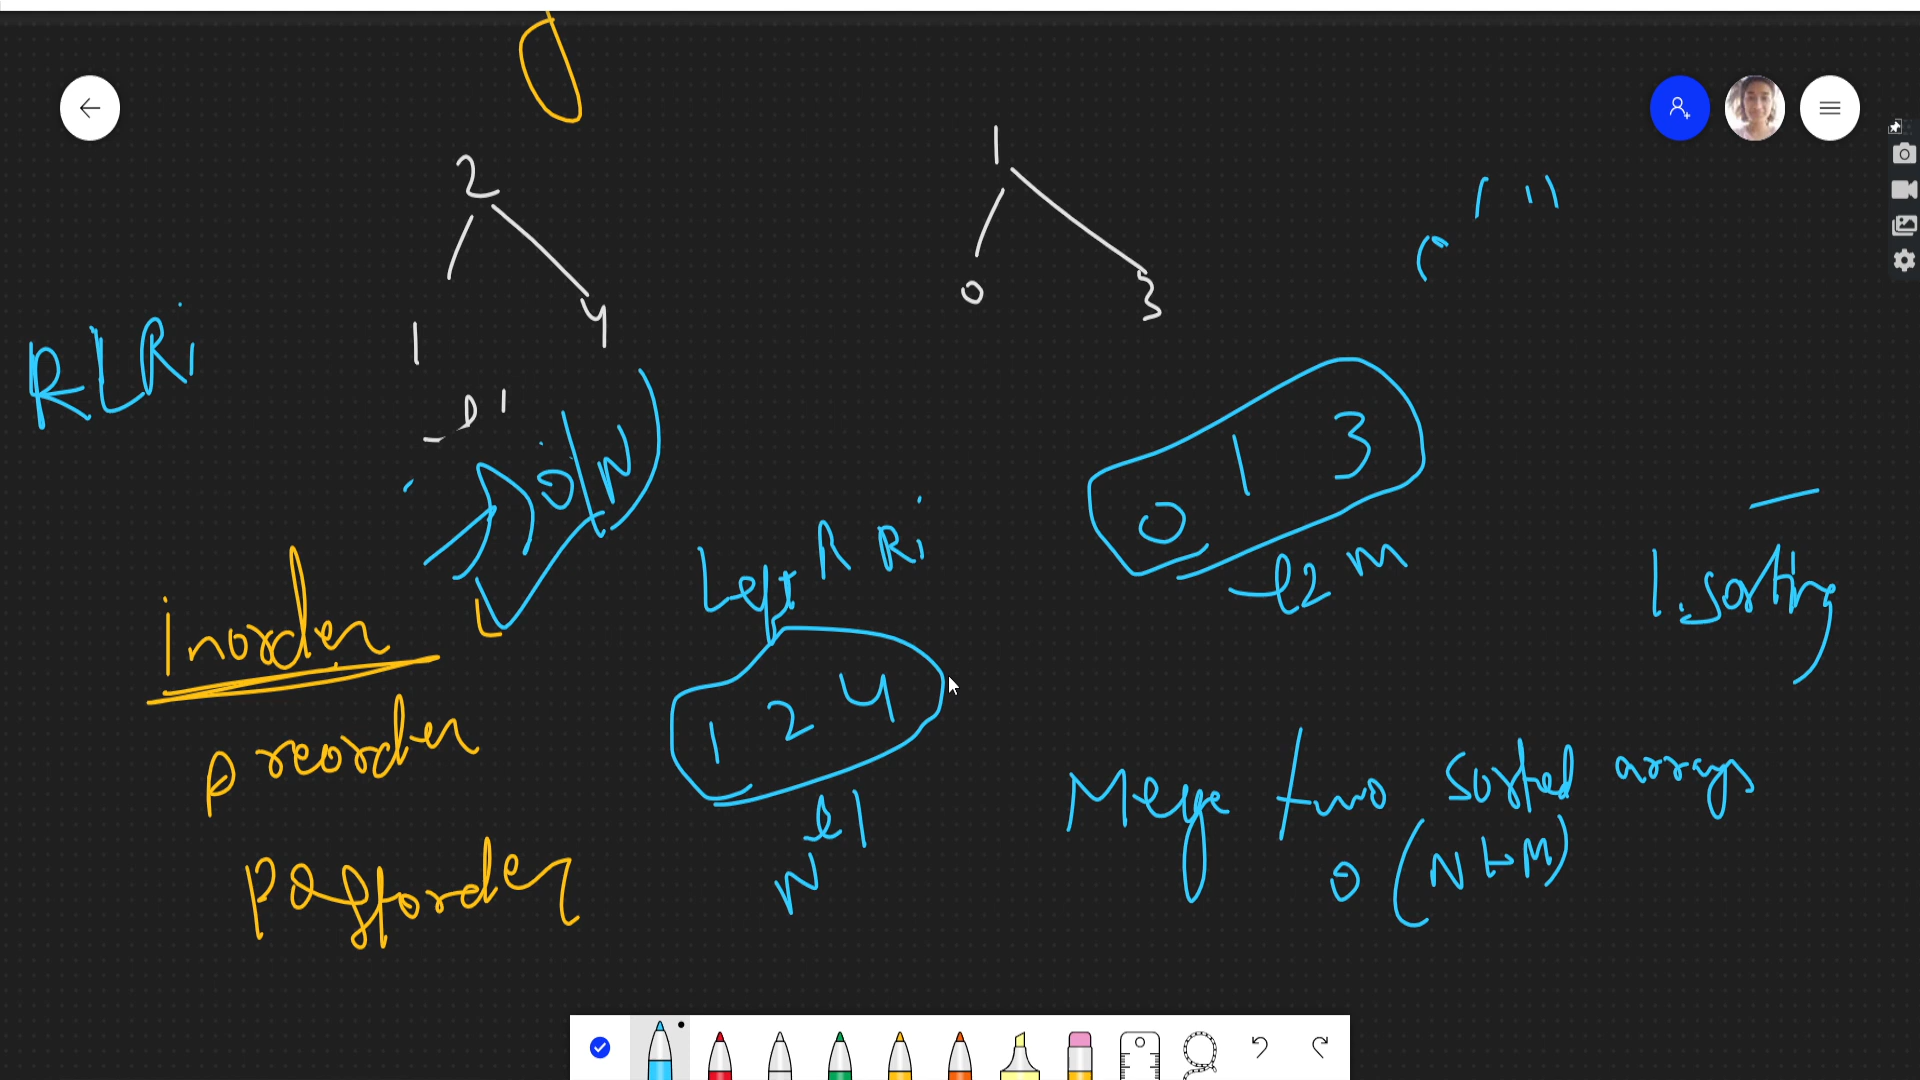 2
1
1 4
0 3
RLRi
0 1 3
O(N)
Left R Ri
l2 m
1. sorting
inorder
1 2 4
preorder
l1
N
Merge two sorted arrays
O(N+M)